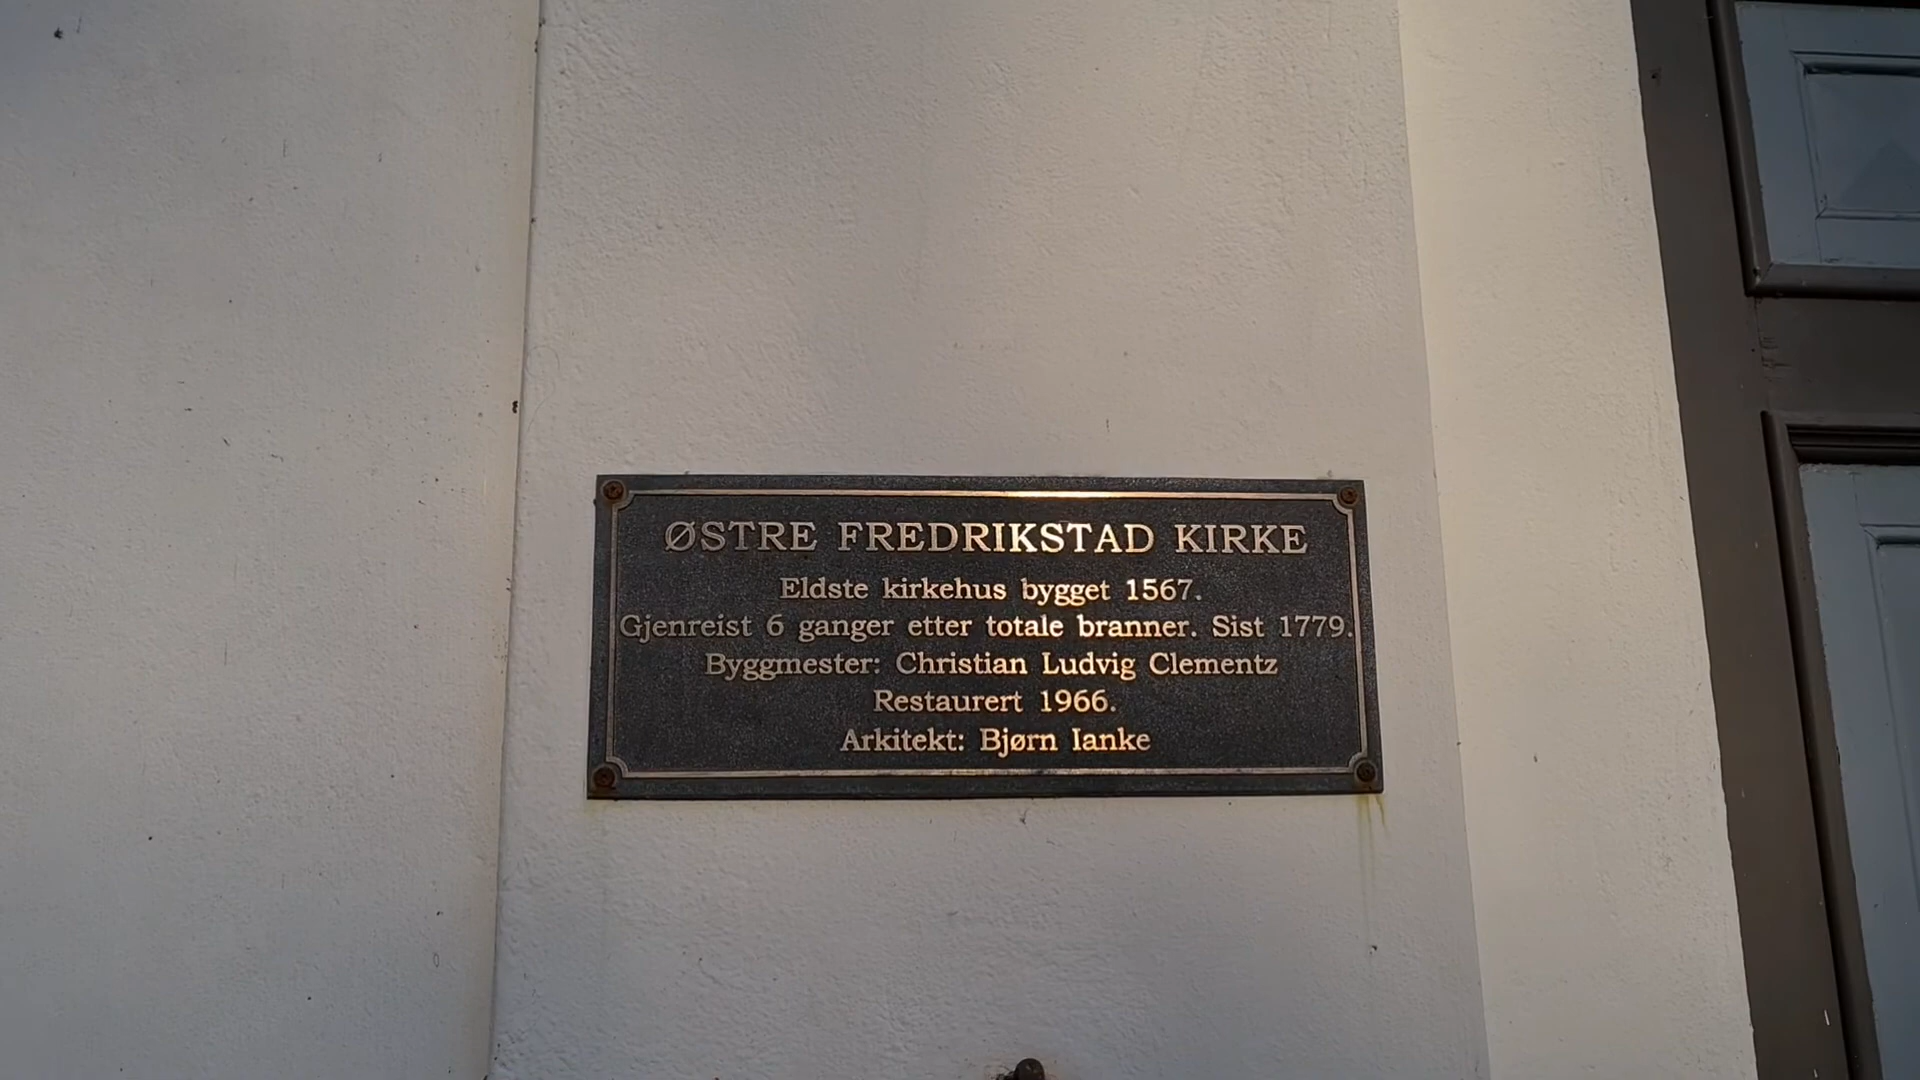 ØSTRE FREDRIKSTAD KIRKE
Eldste kirkehus bygget 1567.
Gjenreist 6 ganger etter totale branner. Sist 1779.
Byggmester: Christian Ludvig Clementz
Restaurert 1966.
Arkitekt: Bjørn Ianke